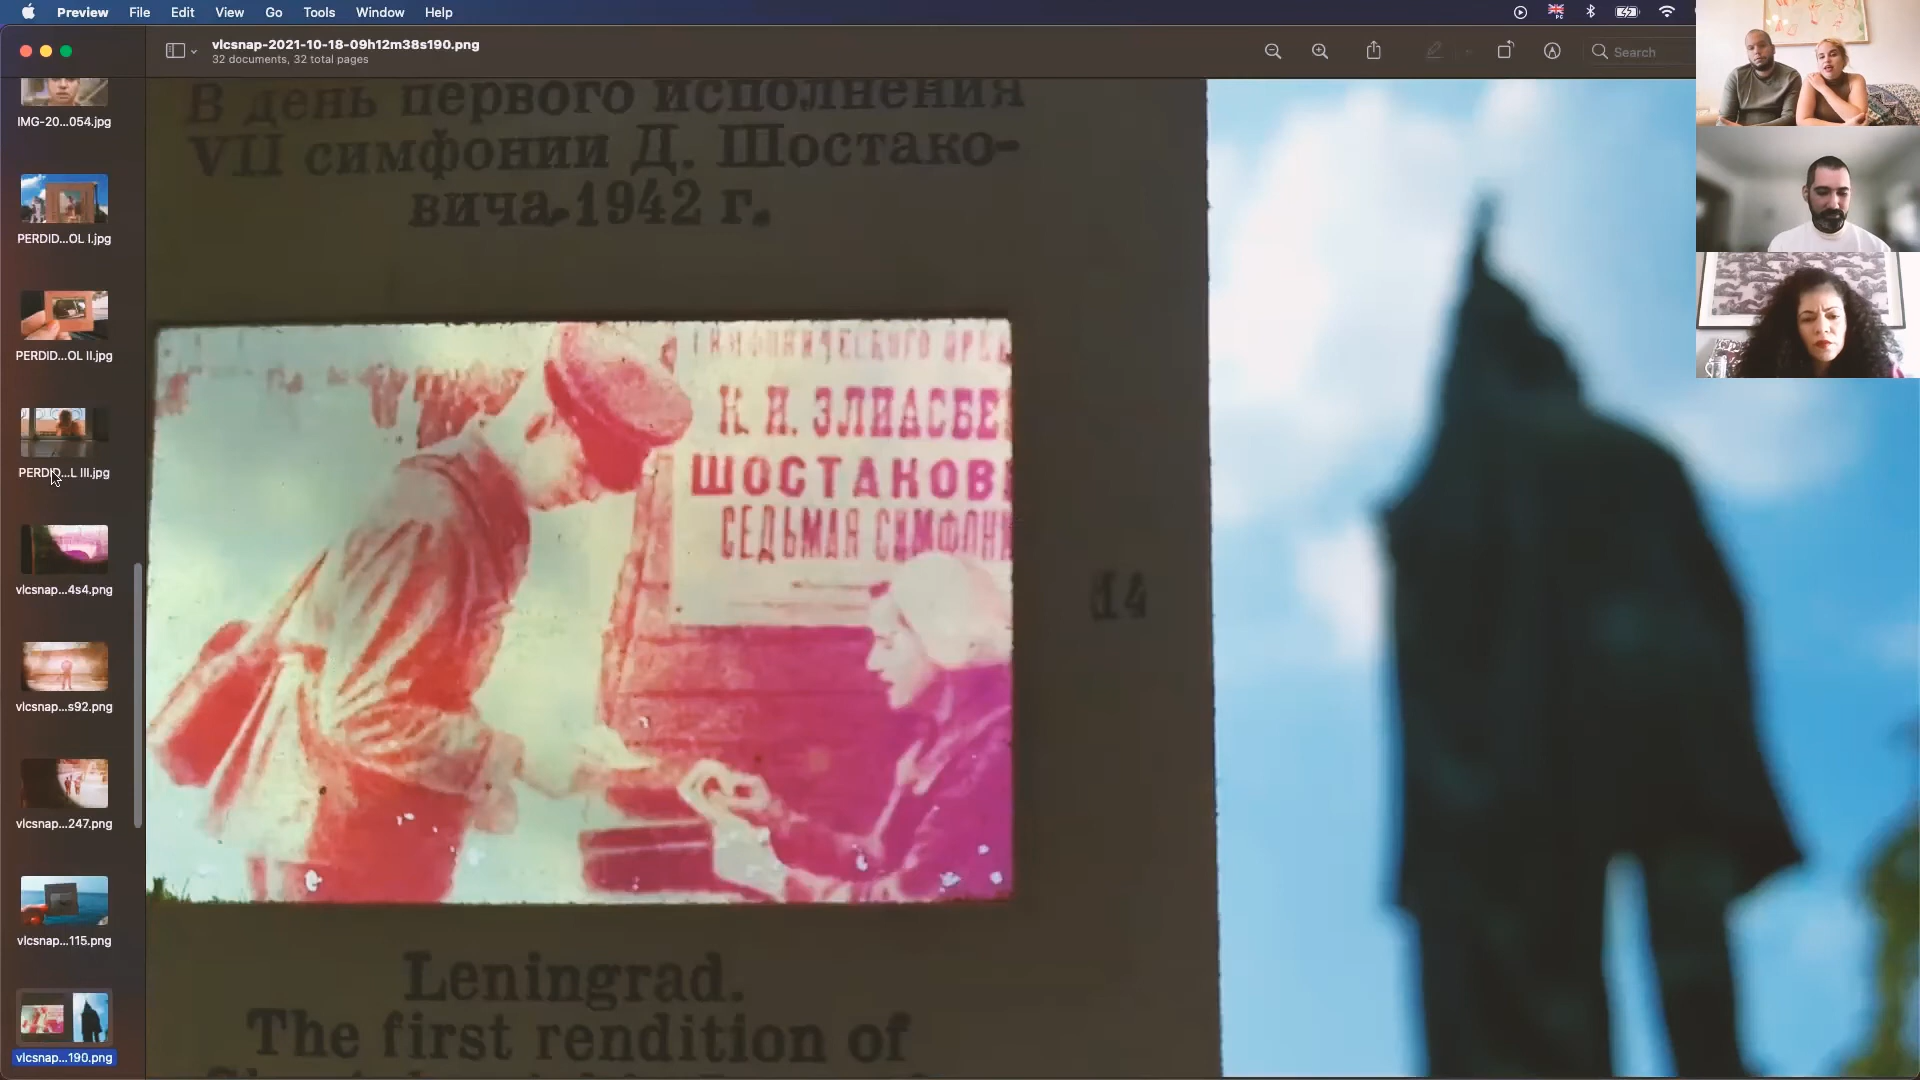 Preview File Edit View Go Tools Window Help
vlcsnap-2021-10-18-09h12m38s190.png
32 documents, 32 total pages
Search
IMG-20...054.jpg
PERDID...OL I.jpg
PERDID...OL II.jpg
PERDID...L III.jpg
vlcsnap...4s4.png
vlcsnap...s92.png
vlcsnap...247.png
vlcsnap...115.png
vlcsnap...190.png
В день первого исполнения
VII симфонии Д. Шостако-
вича.1942 г.
К. И. ЭЛИАСБЕ
ШОСТАКОВ
СЕДЬМАЯ СИМФОНИ
14
Leningrad.
The first rendition of